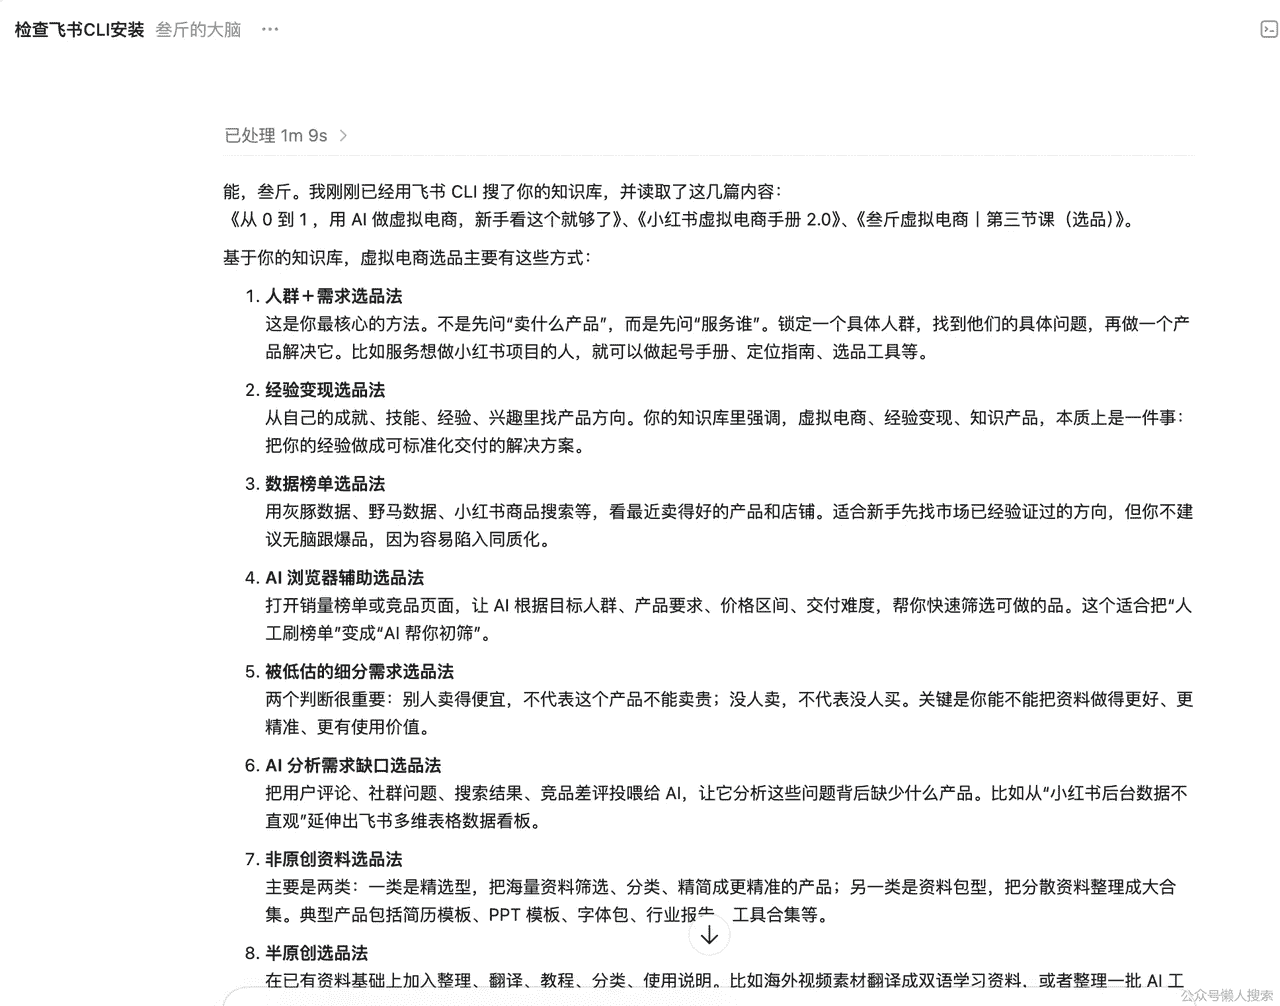 检查飞书CLI安装 叁斤的大脑 ···
已处理 1m 9s
能，叁斤。我刚刚已经用飞书 CLI 搜了你的知识库，并读取了这几篇内容：
《从 0 到 1，用 AI 做虚拟电商，新手看这个就够了》、《小红书虚拟电商手册 2.0》、《叁斤虚拟电商丨第三节课（选品）》。
基于你的知识库，虚拟电商选品主要有这些方式：
1. 人群＋需求选品法
这是你最核心的方法。不是先问“卖什么产品”，而是先问“服务谁”。锁定一个具体人群，找到他们的具体问题，再做一个产
品解决它。比如服务想做小红书项目的人，就可以做起号手册、定位指南、选品工具等。
2. 经验变现选品法
从自己的成就、技能、经验、兴趣里找产品方向。你的知识库里强调，虚拟电商、经验变现、知识产品，本质上是一件事：
把你的经验做成可标准化交付的解决方案。
3. 数据榜单选品法
用灰豚数据、野马数据、小红书商品搜索等，看最近卖得好的产品和店铺。适合新手先找市场已经验证过的方向，但你不建
议无脑跟爆品，因为容易陷入同质化。
4. AI 浏览器辅助选品法
打开销量榜单或竞品页面，让 AI 根据目标人群、产品要求、价格区间、交付难度，帮你快速筛选可做的品。这个适合把“人
工刷榜单”变成“AI 帮你初筛”。
5. 被低估的细分需求选品法
两个判断很重要：别人卖得便宜，不代表这个产品不能卖贵；没人卖，不代表没人买。关键是你能不能把资料做得更好、更
精准、更有使用价值。
6. AI 分析需求缺口选品法
把用户评论、社群问题、搜索结果、竞品差评投喂给 AI，让它分析这些问题背后缺少什么产品。比如从“小红书后台数据不
直观”延伸出飞书多维表格数据看板。
7. 非原创资料选品法
主要是两类：一类是精选型，把海量资料筛选、分类、精简成更精准的产品；另一类是资料包型，把分散资料整理成大合
集。典型产品包括简历模板、PPT 模板、字体包、行业报告、工具合集等。
8. 半原创选品法
在已有资料基础上加入整理、翻译、教程、分类、使用说明。比如海外视频素材翻译成双语学习资料，或者整理一批 AI 工
公众号懒人搜索